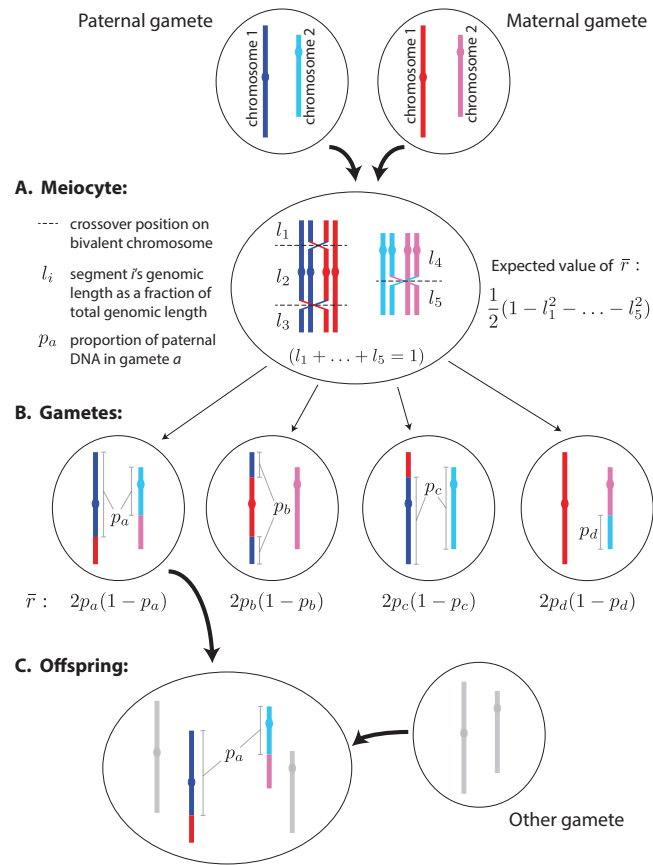 Paternal gamete
Maternal gamete
chromosome 1
chromosome 2
chromosome 1
chromosome 2
A. Meiocyte:
crossover position on
bivalent chromosome
l_i segment i's genomic
length as a fraction of
total genomic length
p_a proportion of paternal
DNA in gamete a
l_1
l_2
l_3
l_4
l_5
(l_1 + ... + l_5 = 1)
Expected value of r̄ :
1/2(1 − l_1^2 − ... − l_5^2)
B. Gametes:
p_a
p_b
p_c
p_d
r̄ : 2p_a(1 − p_a) 2p_b(1 − p_b) 2p_c(1 − p_c) 2p_d(1 − p_d)
C. Offspring:
p_a
Other gamete